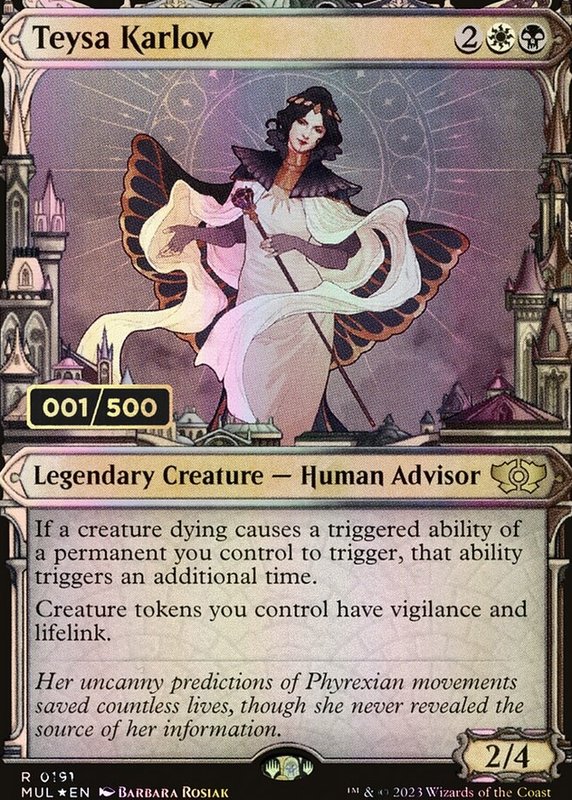 Teysa Karlov 2
001/500
Legendary Creature — Human Advisor
If a creature dying causes a triggered ability of
a permanent you control to trigger, that ability
triggers an additional time.
Creature tokens you control have vigilance and
lifelink.
Her uncanny predictions of Phyrexian movements
saved countless lives, though she never revealed the
source of her information.
2/4
R 0191
MUL★EN Barbara Rosiak
™ & © 2023 Wizards of the Coast